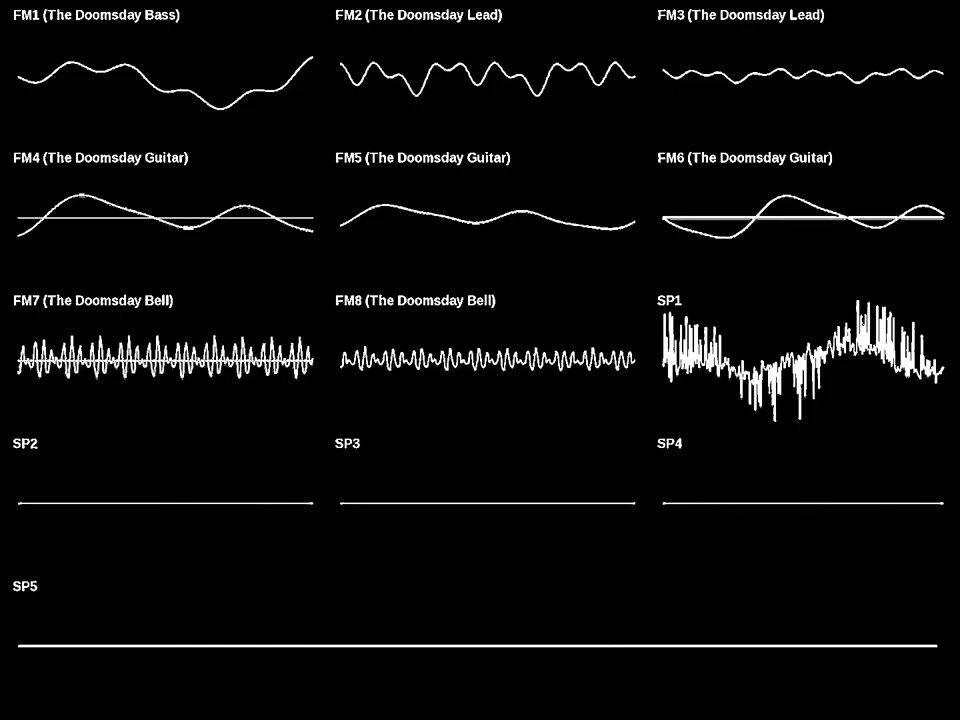 FM1 (The Doomsday Bass)
FM2 (The Doomsday Lead)
FM3 (The Doomsday Lead)
FM4 (The Doomsday Guitar)
FM5 (The Doomsday Guitar)
FM6 (The Doomsday Guitar)
FM7 (The Doomsday Bell)
FM8 (The Doomsday Bell)
SP1
SP2
SP3
SP4
SP5